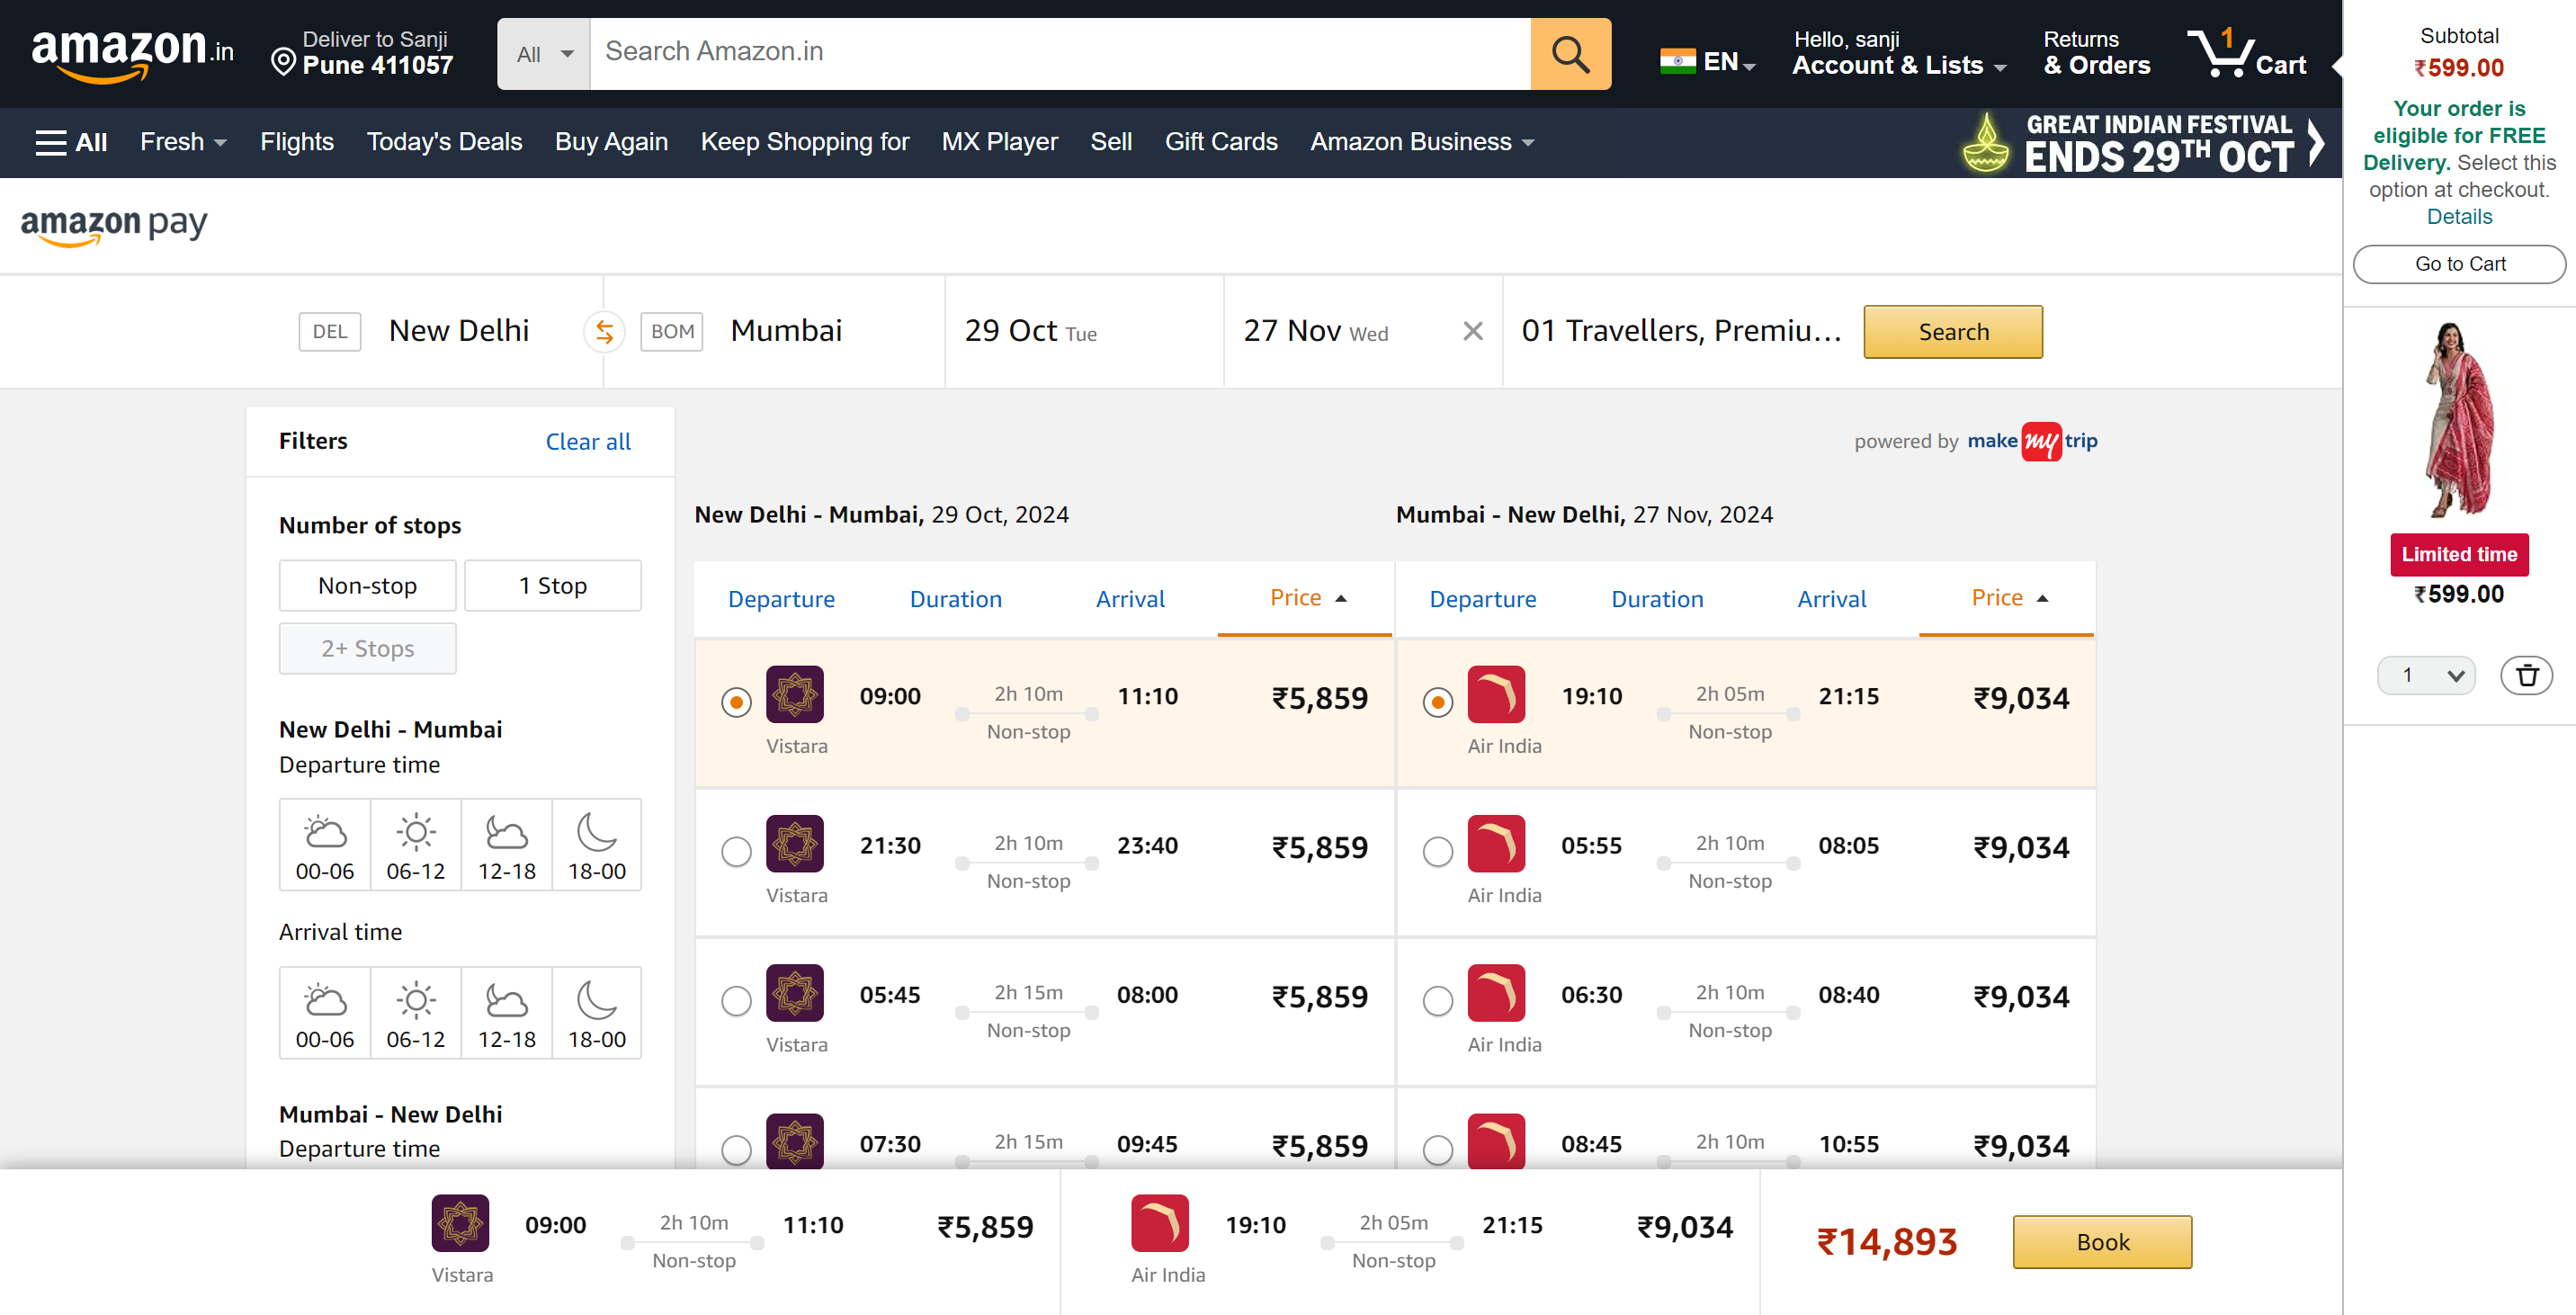 amazon.in
Deliver to Sanji
Pune 411057
All
Search Amazon.in
EN
Hello, sanji
Account & Lists
Returns
& Orders
1
Cart
All
Fresh
Flights
Today's Deals
Buy Again
Keep Shopping for
MX Player
Sell
Gift Cards
Amazon Business
GREAT INDIAN FESTIVAL
ENDS 29TH OCT
Subtotal
₹599.00
Your order is
eligible for FREE
Delivery. Select this
option at checkout.
Details
Go to Cart
Limited time
₹599.00
1
amazon pay
DEL New Delhi
BOM Mumbai
29 Oct Tue
27 Nov Wed
01 Travellers, Premiu...
Search
Filters
Clear all
Number of stops
Non-stop
1 Stop
2+ Stops
New Delhi - Mumbai
Departure time
00-06 06-12 12-18 18-00
Arrival time
00-06 06-12 12-18 18-00
Mumbai - New Delhi
Departure time
powered by make my trip
New Delhi - Mumbai, 29 Oct, 2024
Departure Duration Arrival Price
09:00 2h 10m 11:10 ₹5,859
Non-stop
Vistara
21:30 2h 10m 23:40 ₹5,859
Non-stop
Vistara
05:45 2h 15m 08:00 ₹5,859
Non-stop
Vistara
07:30 2h 15m 09:45 ₹5,859
Mumbai - New Delhi, 27 Nov, 2024
Departure Duration Arrival Price
19:10 2h 05m 21:15 ₹9,034
Non-stop
Air India
05:55 2h 10m 08:05 ₹9,034
Non-stop
Air India
06:30 2h 10m 08:40 ₹9,034
Non-stop
Air India
08:45 2h 10m 10:55 ₹9,034
09:00 2h 10m 11:10 ₹5,859
Non-stop
Vistara
19:10 2h 05m 21:15 ₹9,034
Non-stop
Air India
₹14,893
Book